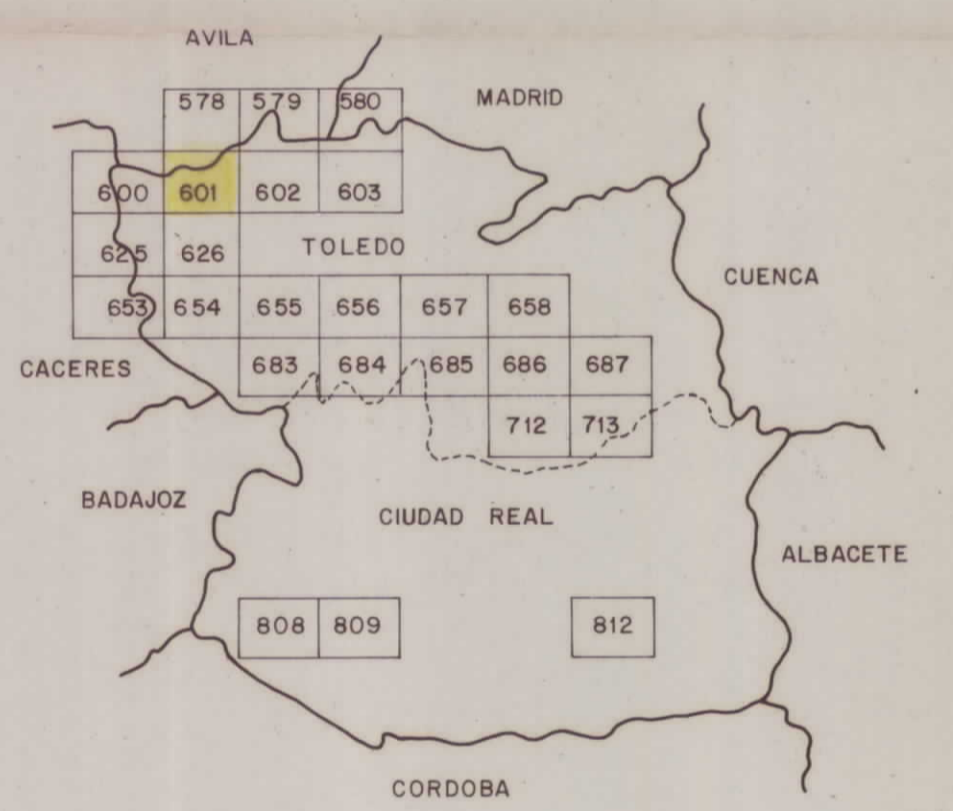 AVILA
578 579 580 MADRID
600 601 602 603
625 626 TOLEDO
CUENCA
653 654 655 656 657 658
CACERES 683 684 685 686 687
712 713
BADAJOZ CIUDAD REAL
ALBACETE
808 809 812
CORDOBA